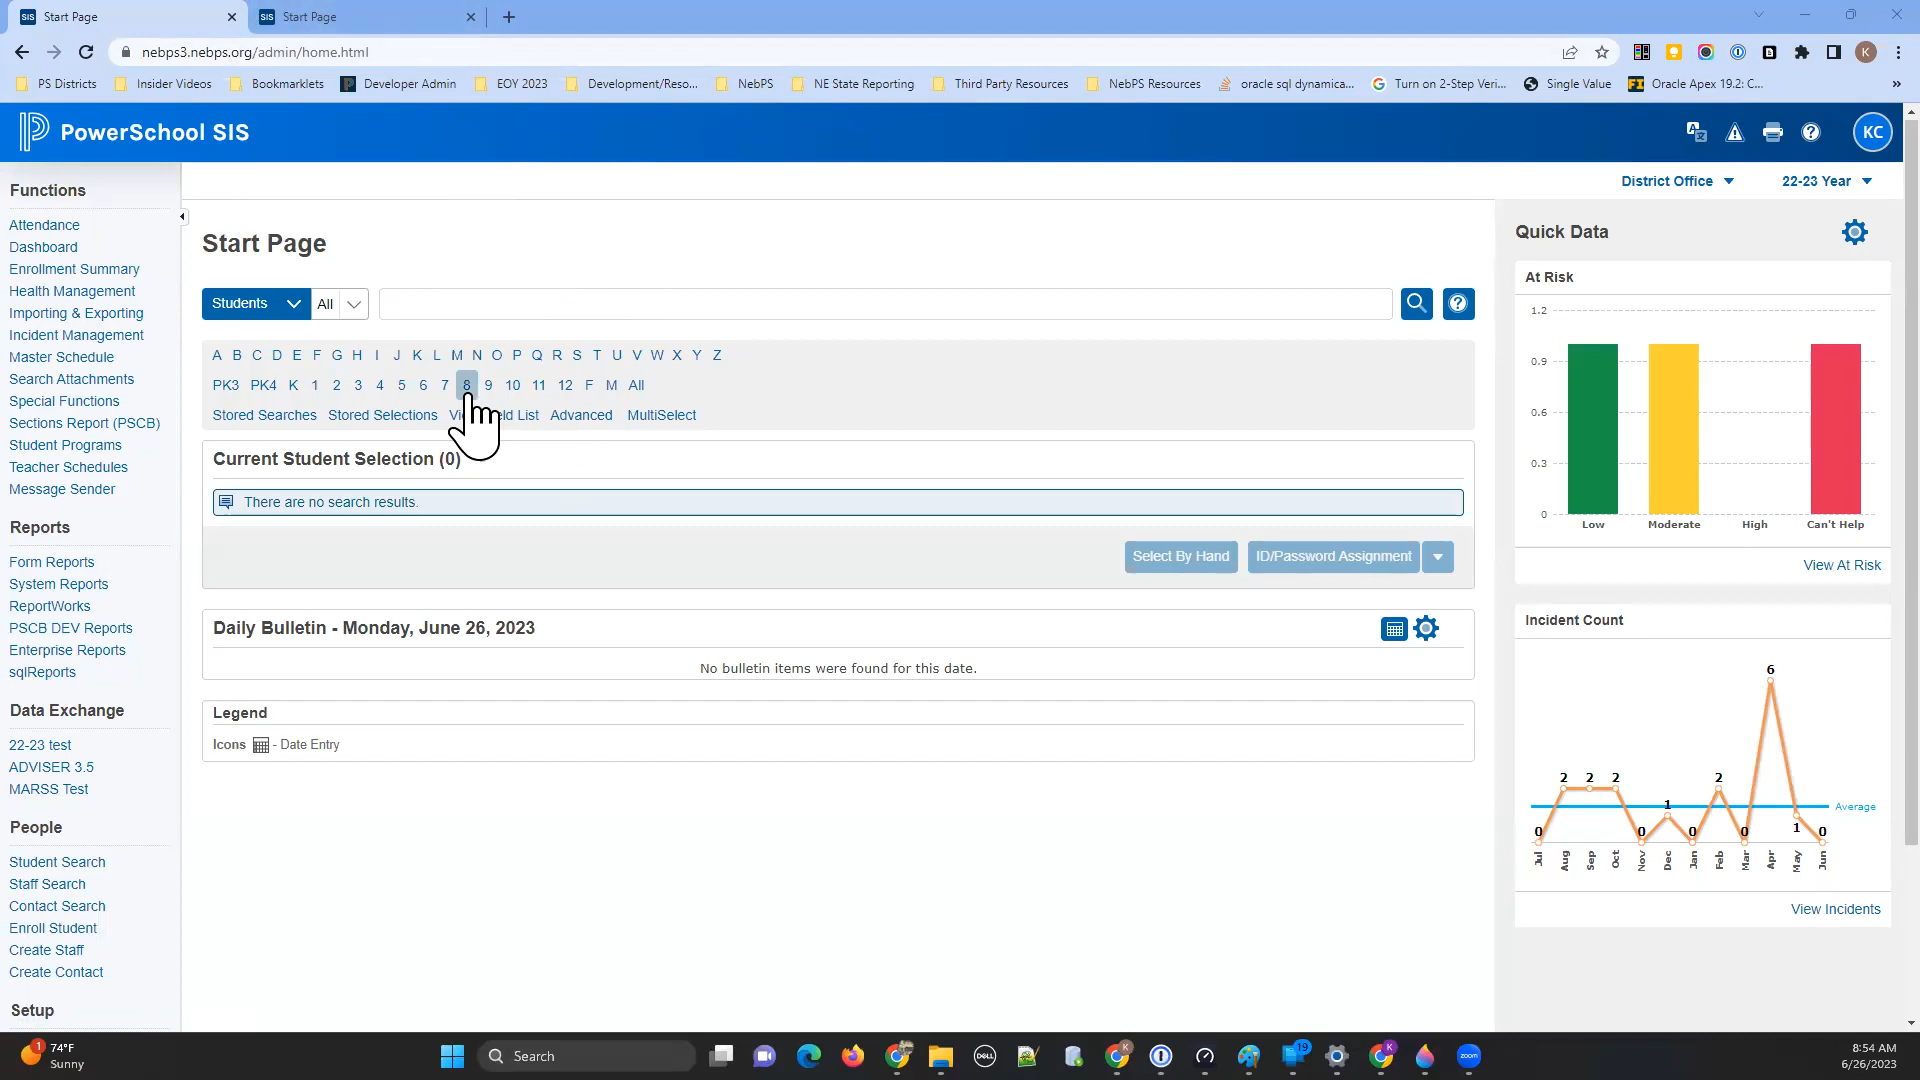 SIS Start Page
SIS Start Page
nebps3.nebps.org/admin/home.html
K
PS Districts Insider Videos Bookmarklets Developer Admin EOY 2023 Development/Reso... NebPS NE State Reporting Third Party Resources NebPS Resources oracle sql dynamica... Turn on 2-Step Veri... Single Value Oracle Apex 19.2: C... »
PowerSchool SIS
KC
District Office
22-23 Year
Functions
Attendance
Dashboard
Enrollment Summary
Health Management
Importing & Exporting
Incident Management
Master Schedule
Search Attachments
Special Functions
Sections Report (PSCB)
Student Programs
Teacher Schedules
Message Sender
Reports
Form Reports
System Reports
ReportWorks
PSCB DEV Reports
Enterprise Reports
sqlReports
Data Exchange
22-23 test
ADVISER 3.5
MARSS Test
People
Student Search
Staff Search
Contact Search
Enroll Student
Create Staff
Create Contact
Setup
Start Page
Students All
A B C D E F G H I J K L M N O P Q R S T U V W X Y Z
PK3 PK4 K 1 2 3 4 5 6 7 8 9 10 11 12 F M All
Stored Searches Stored Selections List Advanced MultiSelect
Current Student Selection (0)
There are no search results.
Select By Hand ID/Password Assignment
Daily Bulletin - Monday, June 26, 2023
No bulletin items were found for this date.
Legend
Icons - Date Entry
Quick Data
At Risk
1.2
0.9
0.6
0.3
0
Low Moderate High Can't Help
View At Risk
Incident Count
6
2 2 2 2
1
Average
0 0 0 0 1 0
Jul Aug Sep Oct Nov Dec Jan Feb Mar Apr May Jun
View Incidents
1
74°F
Sunny
Search
DELL
K
19
K
zoom
8:54 AM
6/26/2023